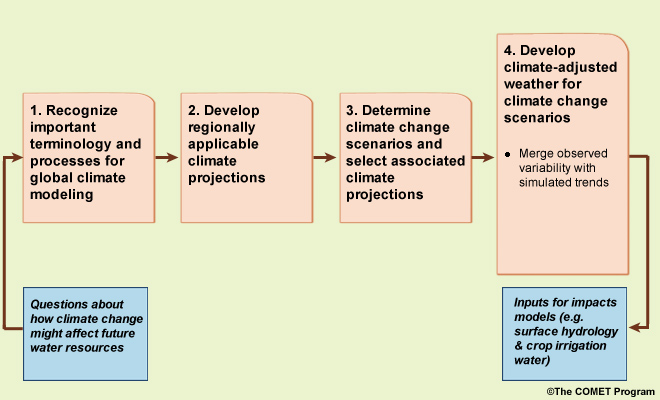 1. Recognize
important
terminology and
processes for
global climate
modeling
2. Develop
regionally
applicable
climate
projections
3. Determine
climate change
scenarios and
select associated
climate
projections
4. Develop
climate-adjusted
weather for
climate change
scenarios
● Merge observed
variability with
simulated trends
Questions about
how climate change
might affect future
water resources
Inputs for impacts
models (e.g.
surface hydrology
& crop irrigation
water)
©The COMET Program